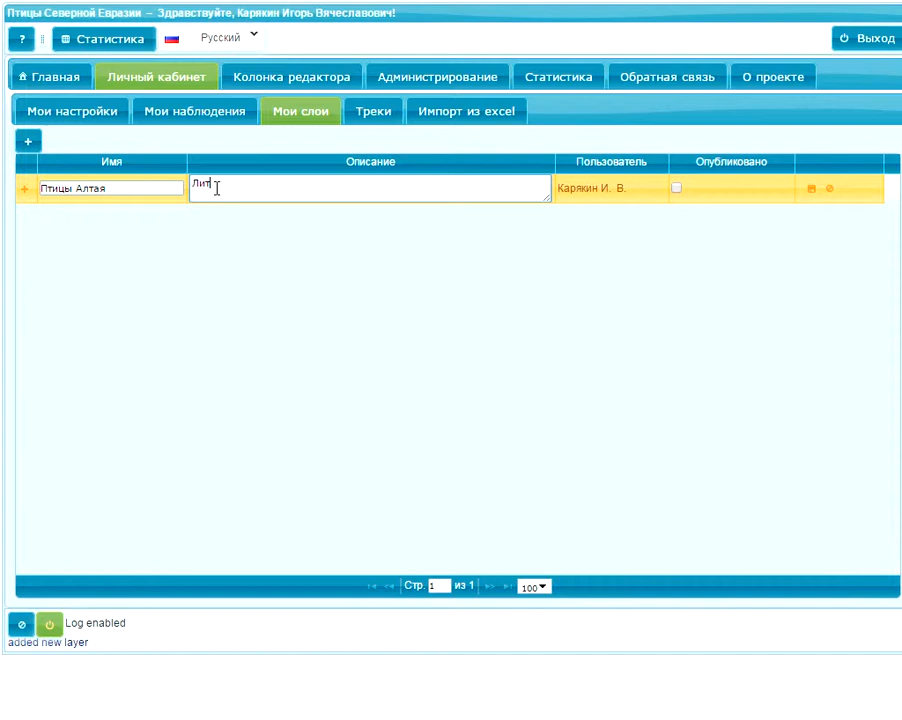 Птицы Северной Евразии – Здравствуйте, Карякин Игорь Вячеславович!
? Статистика Русский Выход
Главная Личный кабинет Колонка редактора Администрирование Статистика Обратная связь О проекте
Мои настройки Мои наблюдения Мои слои Треки Импорт из excel
+
Имя Описание Пользователь Опубликовано
+ Птицы Алтая Лит Карякин И. В.
Стр. 1 из 1 100
Log enabled
added new layer